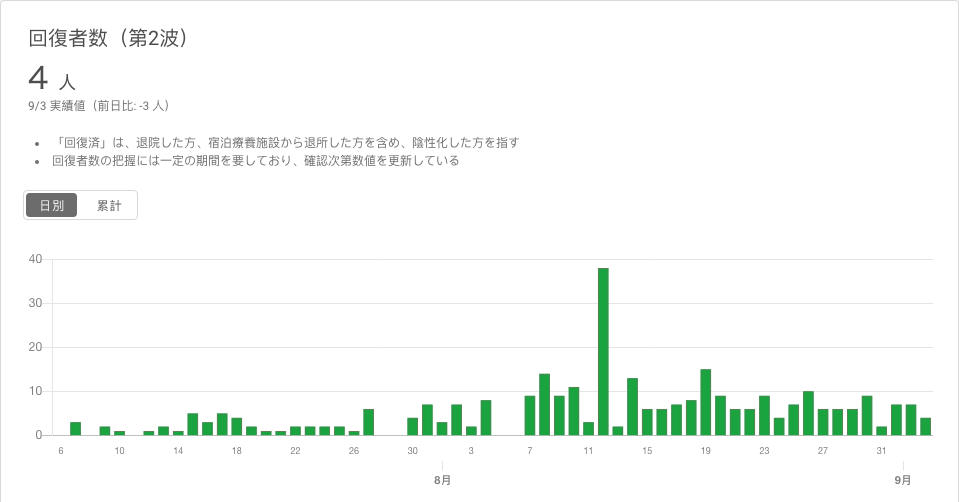 回復者数（第2波）
4 人
9/3 実績値（前日比: -3 人）
• 「回復済」は、退院した方、宿泊療養施設から退所した方を含め、陰性化した方を指す
• 回復者数の把握には一定の期間を要しており、確認次第数値を更新している
日別 累計
40
30
20
10
0
6 10 14 18 22 26 30 3 7 11 15 19 23 27 31
8月 9月